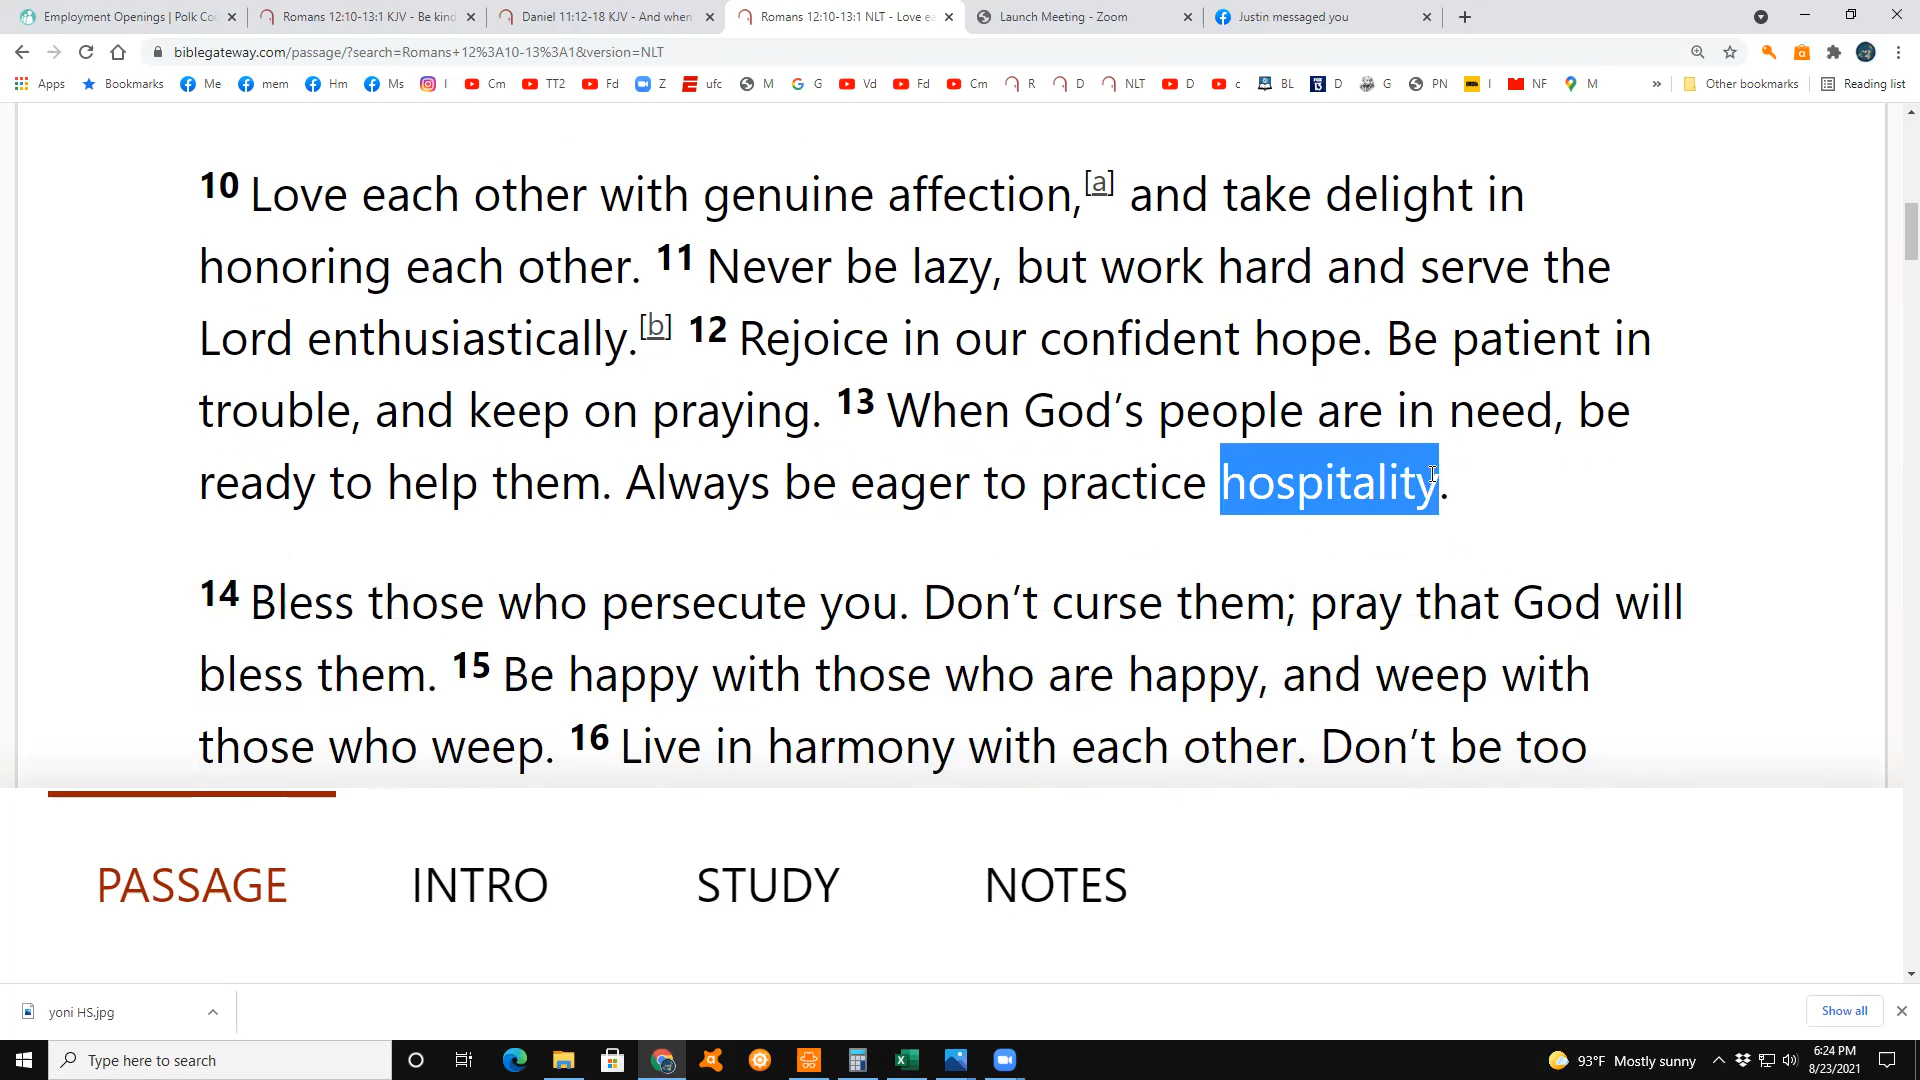 Employment Openings | Polk Co
Romans 12:10-13:1 KJV - Be kind
Daniel 11:12-18 KJV - And when
Romans 12:10-13:1 NLT - Love ea
Launch Meeting - Zoom
Justin messaged you
biblegateway.com/passage/?search=Romans+12%3A10-13%3A1&version=NLT
Apps Bookmarks Me mem Hm Ms I Cm TT2 Fd Z ufc M G Vd Fd Cm R D NLT D c BL D G PN I NF M » Other bookmarks Reading list
10 Love each other with genuine affection,[a] and take delight in
honoring each other. 11 Never be lazy, but work hard and serve the
Lord enthusiastically.[b] 12 Rejoice in our confident hope. Be patient in
trouble, and keep on praying. 13 When God’s people are in need, be
ready to help them. Always be eager to practice hospitality.
14 Bless those who persecute you. Don’t curse them; pray that God will
bless them. 15 Be happy with those who are happy, and weep with
those who weep. 16 Live in harmony with each other. Don’t be too
PASSAGE INTRO STUDY NOTES
yoni HS.jpg
Show all
Type here to search
93°F Mostly sunny
6:24 PM
8/23/2021